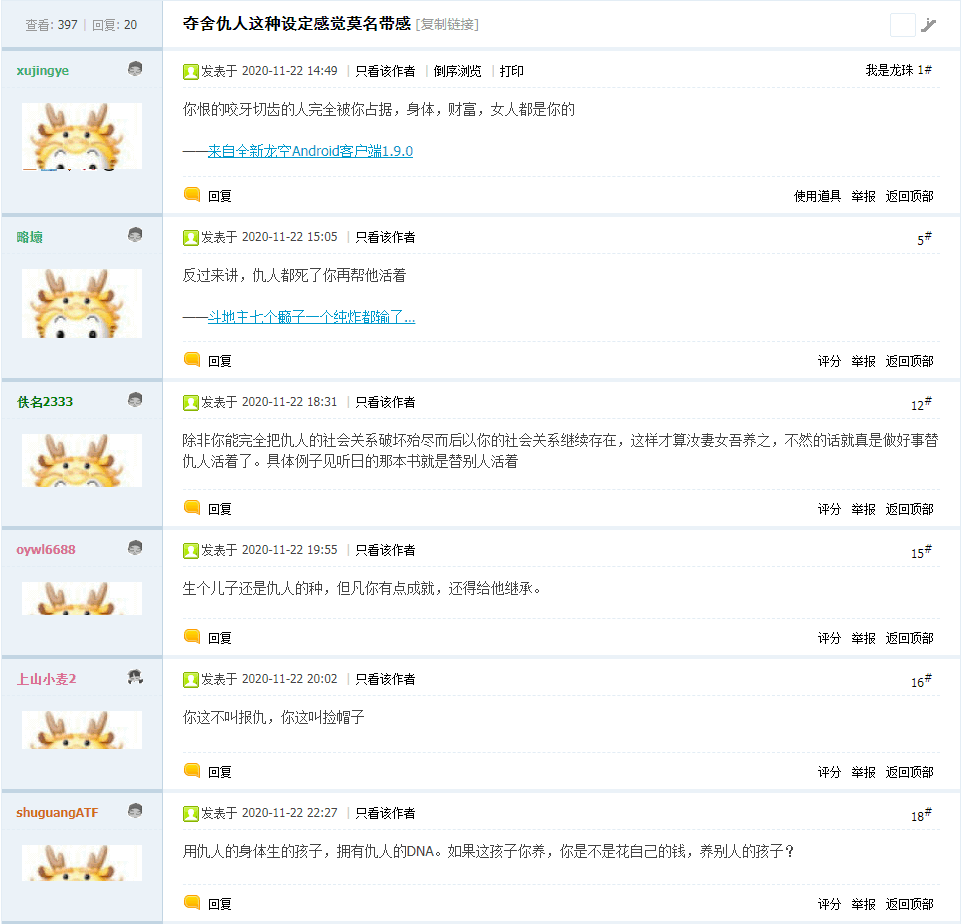 查看: 397 | 回复: 20
夺舍仇人这种设定感觉莫名带感 [复制链接]
xujingye
发表于 2020-11-22 14:49 | 只看该作者 | 倒序浏览 | 打印
我是龙珠 1#
你恨的咬牙切齿的人完全被你占据，身体，财富，女人都是你的
——来自全新龙空Android客户端1.9.0
回复
使用道具 举报 返回顶部
略壤
发表于 2020-11-22 15:05 | 只看该作者
5#
反过来讲，仇人都死了你再帮他活着
——斗地主七个癞子一个纯炸都输了...
回复
评分 举报 返回顶部
佚名2333
发表于 2020-11-22 18:31 | 只看该作者
12#
除非你能完全把仇人的社会关系破坏殆尽而后以你的社会关系继续存在，这样才算汝妻女吾养之，不然的话就真是做好事替
仇人活着了。具体例子见听日的那本书就是替别人活着
回复
评分 举报 返回顶部
oywl6688
发表于 2020-11-22 19:55 | 只看该作者
15#
生个儿子还是仇人的种，但凡你有点成就，还得给他继承。
回复
评分 举报 返回顶部
上山小麦2
发表于 2020-11-22 20:02 | 只看该作者
16#
你这不叫报仇，你这叫捡帽子
回复
评分 举报 返回顶部
shuguangATF
发表于 2020-11-22 22:27 | 只看该作者
18#
用仇人的身体生的孩子，拥有仇人的DNA。如果这孩子你养，你是不是花自己的钱，养别人的孩子？
回复
评分 举报 返回顶部